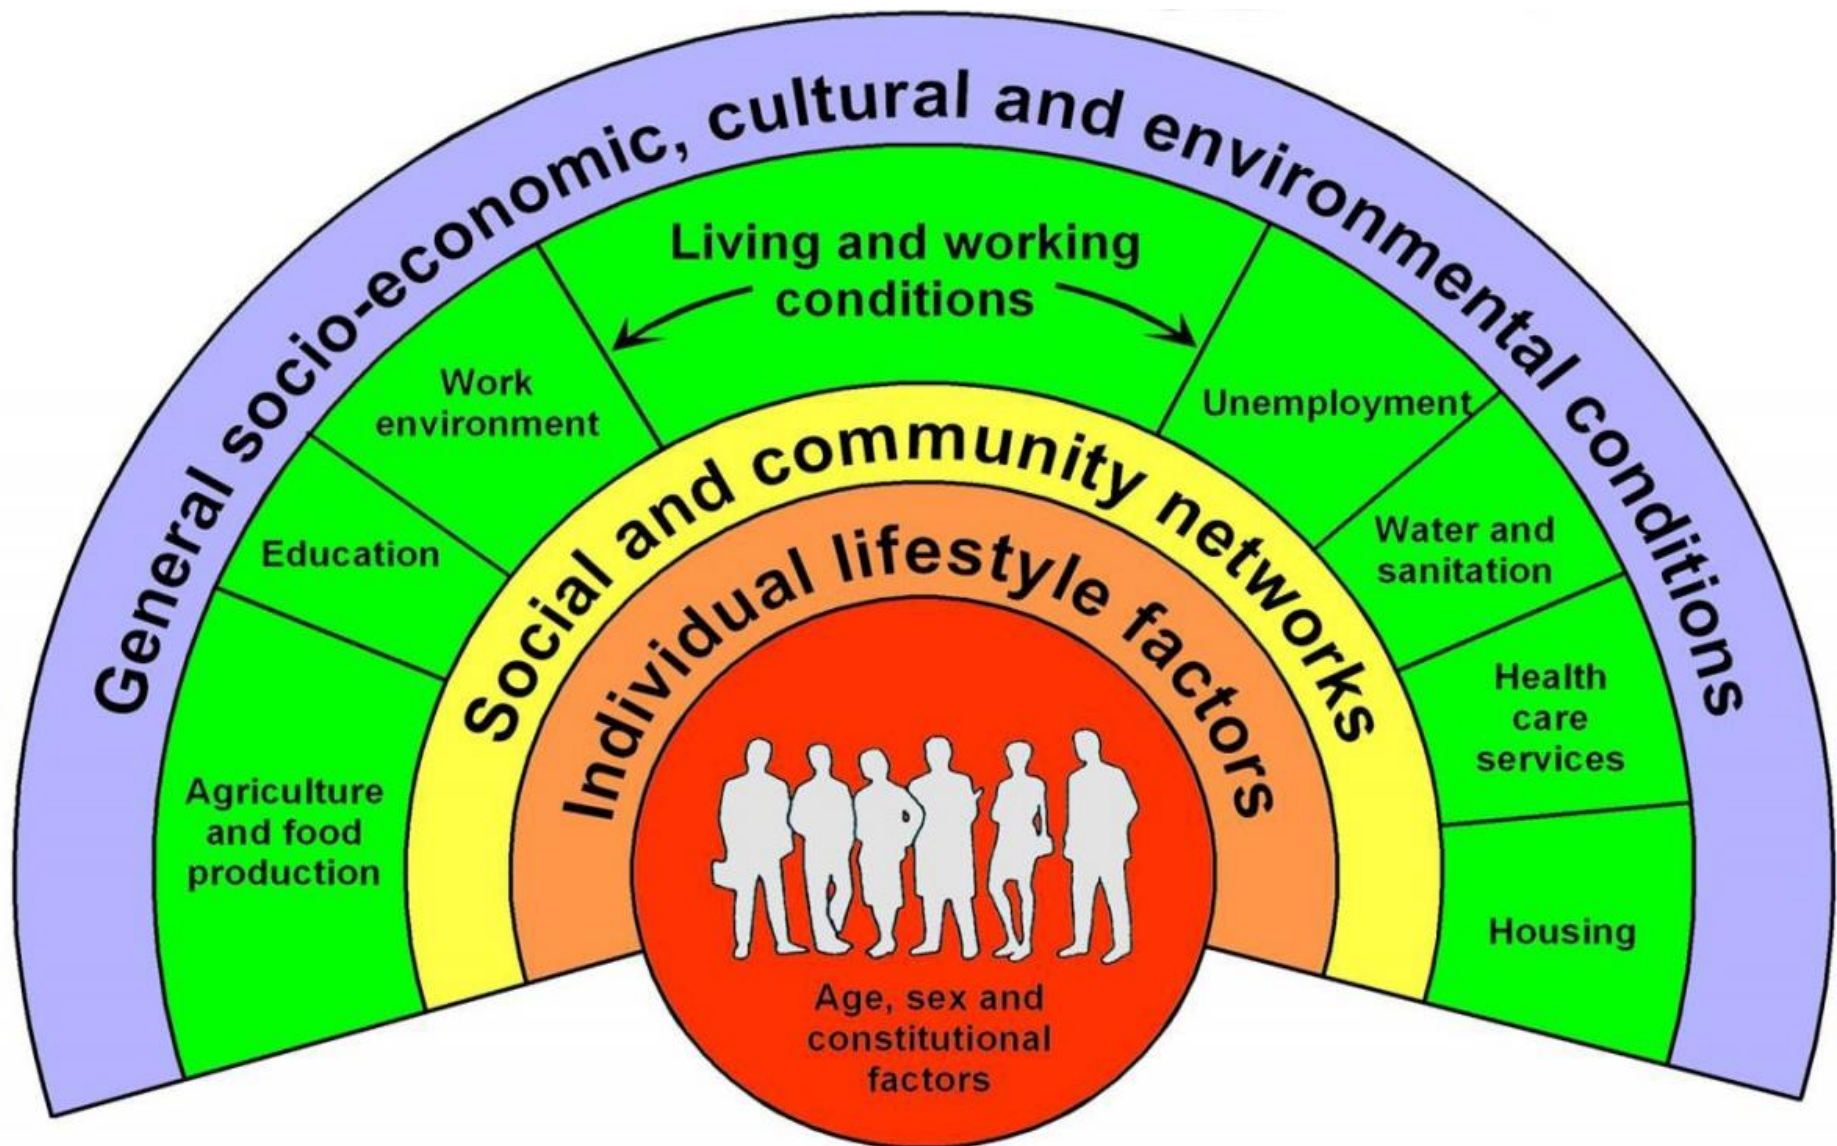 General socio-economic, cultural and environmental conditions
Living and working
conditions
Work
environment
Education
Agriculture
and food
production
Unemployment
Water and
sanitation
Health
care
services
Housing
Social and community networks
Individual lifestyle factors
Age, sex and
constitutional
factors